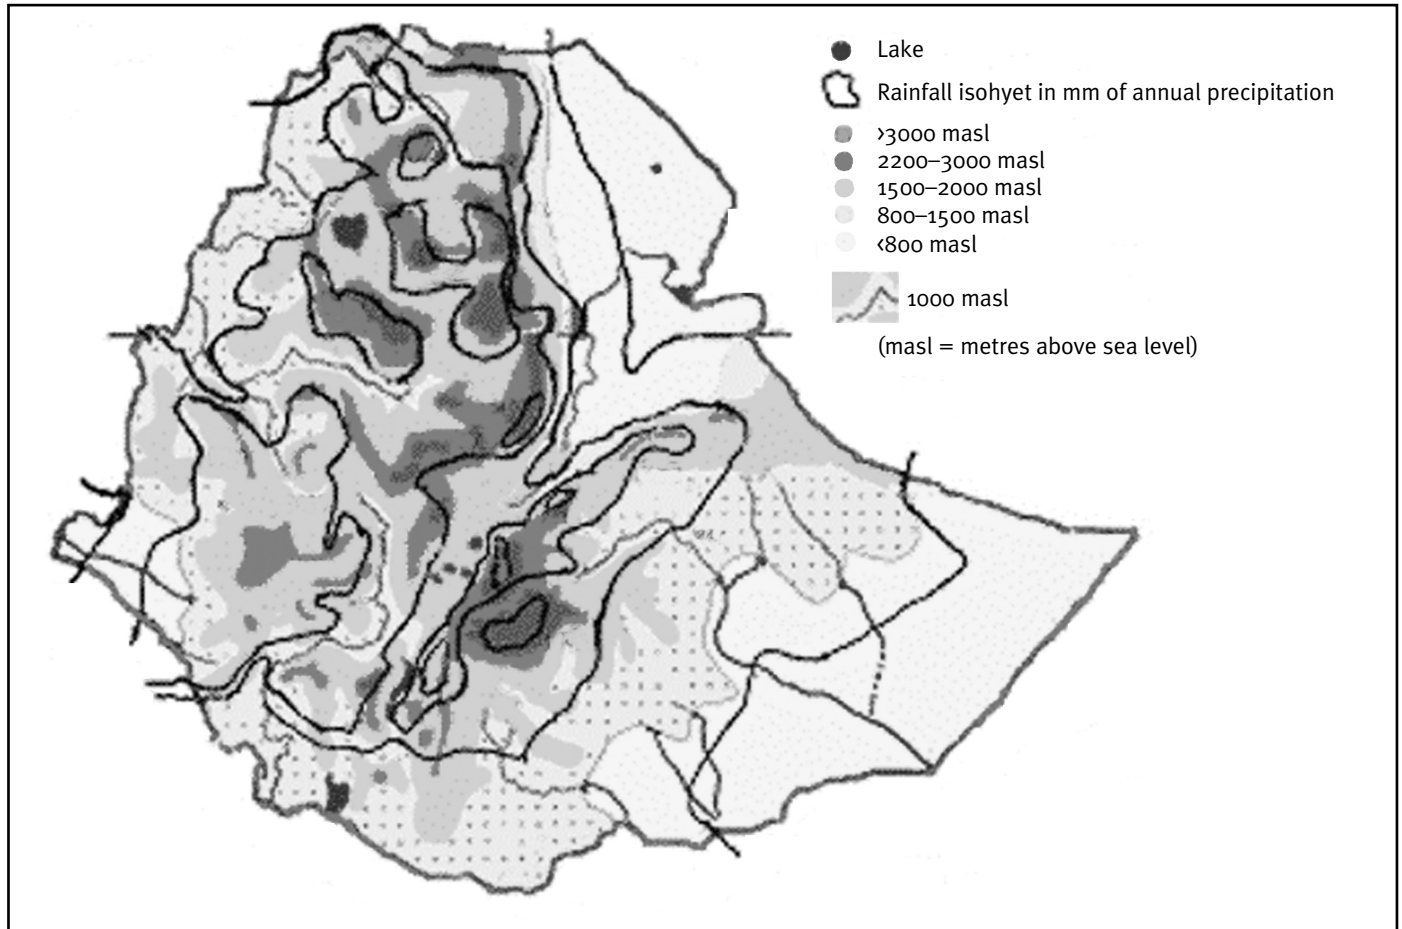 Lake
Rainfall isohyet in mm of annual precipitation
>3000 masl
2200–3000 masl
1500–2000 masl
800–1500 masl
<800 masl
1000 masl
(masl = metres above sea level)